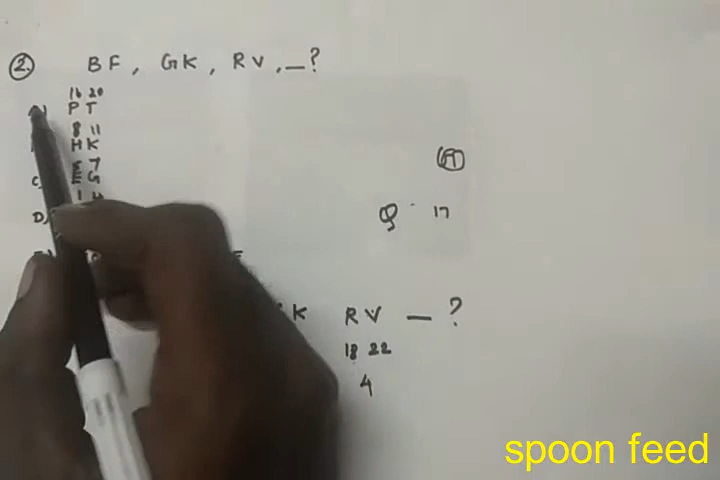 2. BF, GK, RV, _?
16 20
PT
8 11
HK
5 7
C) EG
D)
A
Q 17
K RV _ ?
18 22
4
spoon feed